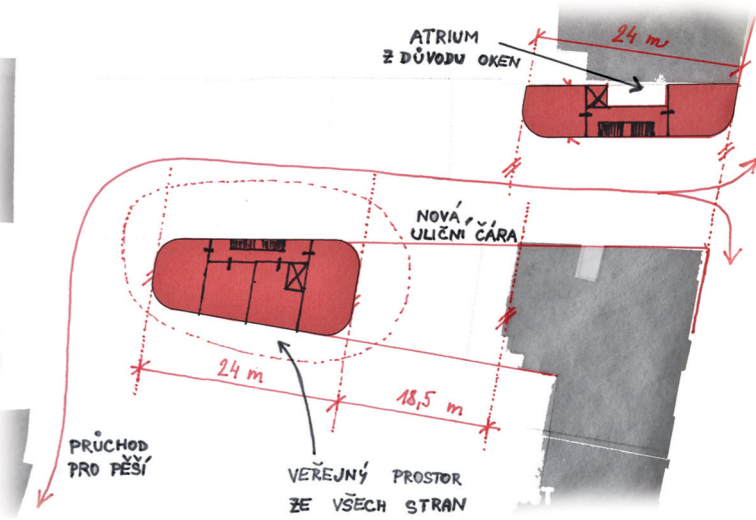 ATRIUM
Z DŮVODU OKEN
24 m
NOVÁ
ULIČNÍ ČÁRA
24 m
18,5 m
PRŮCHOD
PRO PĚŠÍ
VEŘEJNÝ PROSTOR
ZE VŠECH STRAN